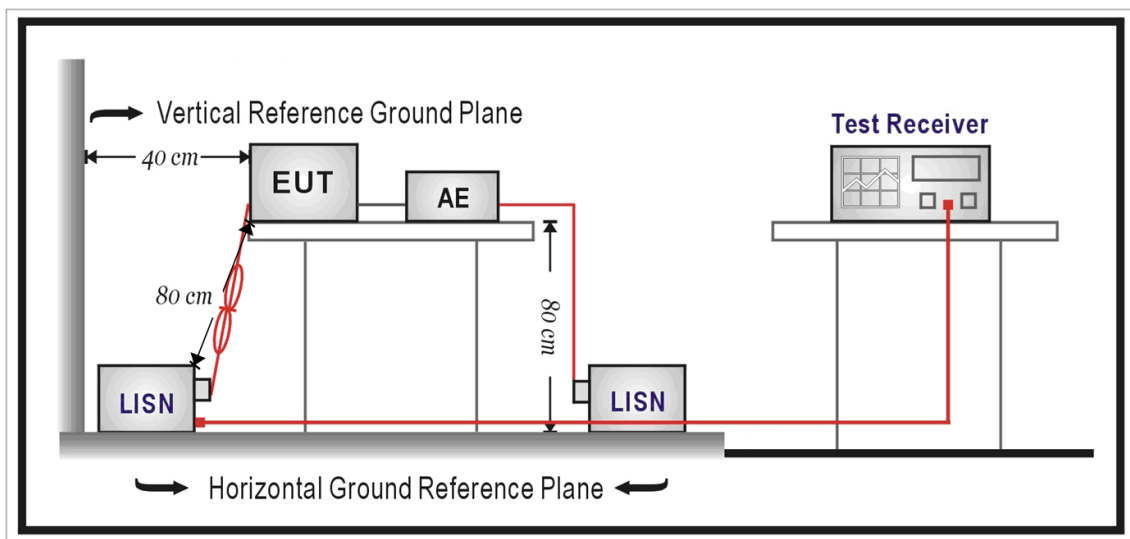 Vertical Reference Ground Plane
Test Receiver
40 cm
EUT
AE
80 cm
80 cm
LISN
LISN
Horizontal Ground Reference Plane